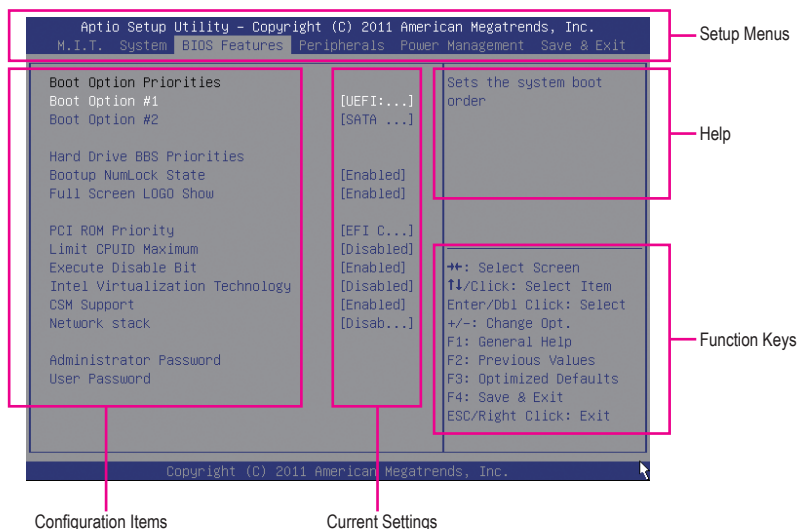 Aptio Setup Utility – Copyright (C) 2011 American Megatrends, Inc.
M.I.T. System BIOS Features Peripherals Power Management Save & Exit
Setup Menus
Boot Option Priorities
Boot Option #1 [UEFI:...]
Boot Option #2 [SATA ...]
Hard Drive BBS Priorities
Bootup NumLock State [Enabled]
Full Screen LOGO Show [Enabled]
PCI ROM Priority [EFI C...]
Limit CPUID Maximum [Disabled]
Execute Disable Bit [Enabled]
Intel Virtualization Technology [Disabled]
CSM Support [Enabled]
Network stack [Disab...]
Administrator Password
User Password
Sets the system boot
order
Help
→←: Select Screen
↑↓/Click: Select Item
Enter/Dbl Click: Select
+/-: Change Opt.
F1: General Help
F2: Previous Values
F3: Optimized Defaults
F4: Save & Exit
ESC/Right Click: Exit
Function Keys
Copyright (C) 2011 American Megatrends, Inc.
Configuration Items
Current Settings